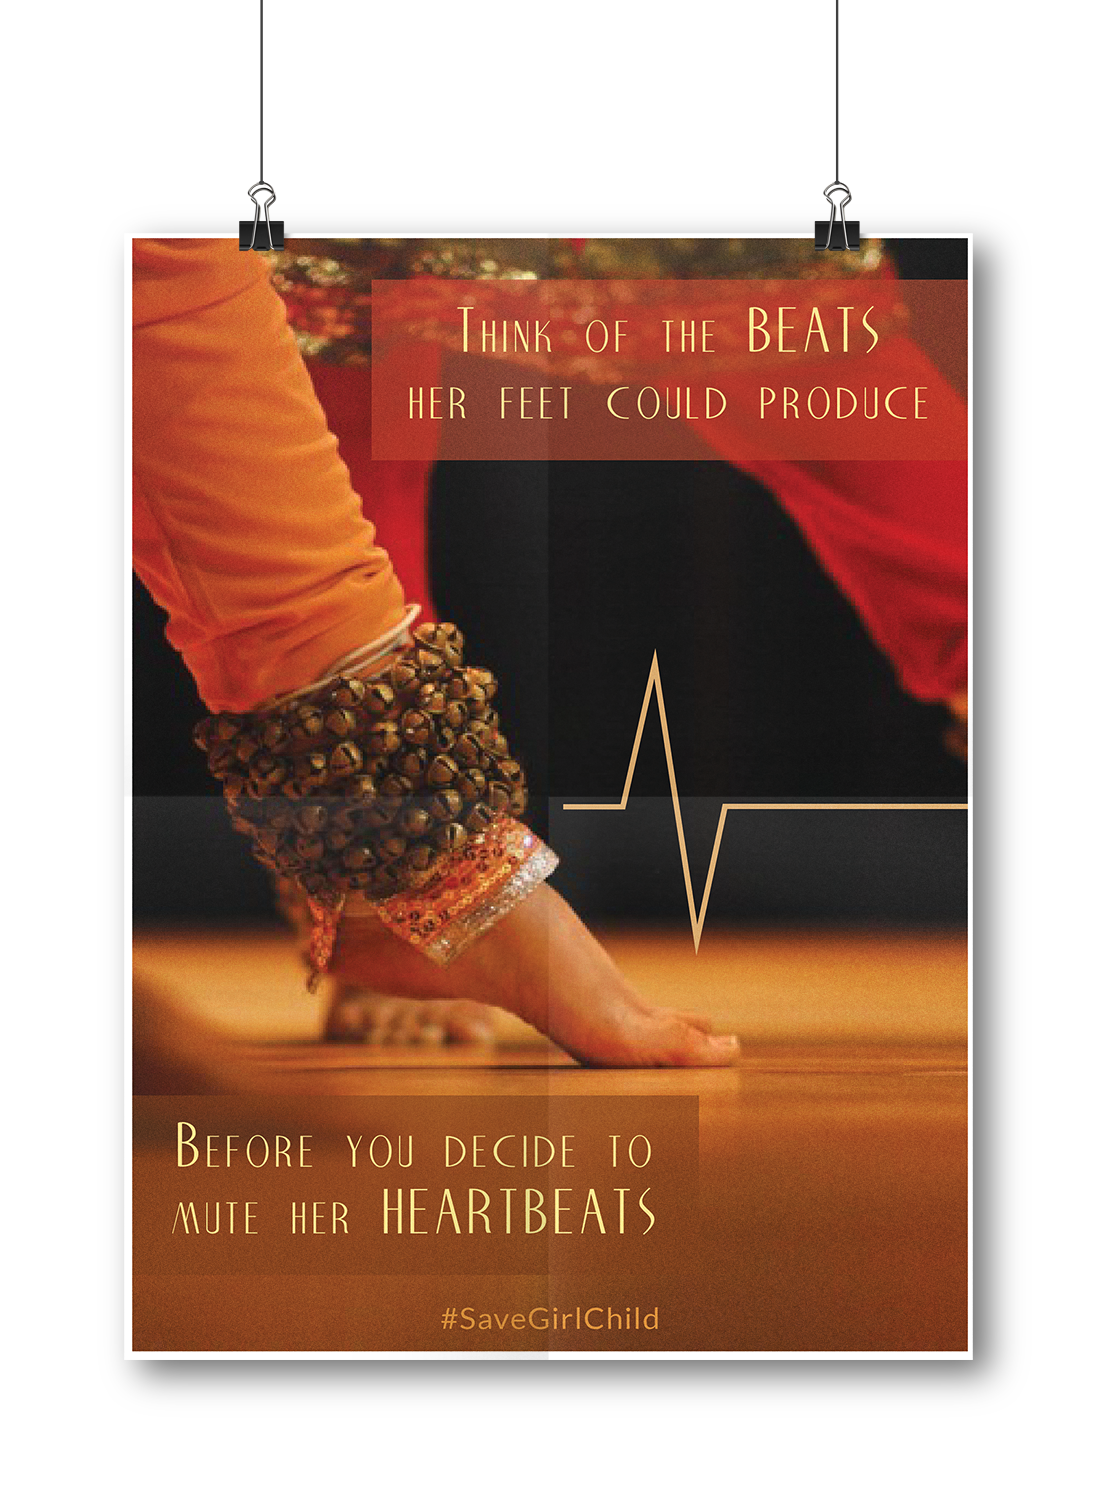 Think of the BEATS
her feet could produce
Before you decide to
mute her HEARTBEATS
#SaveGirlChild